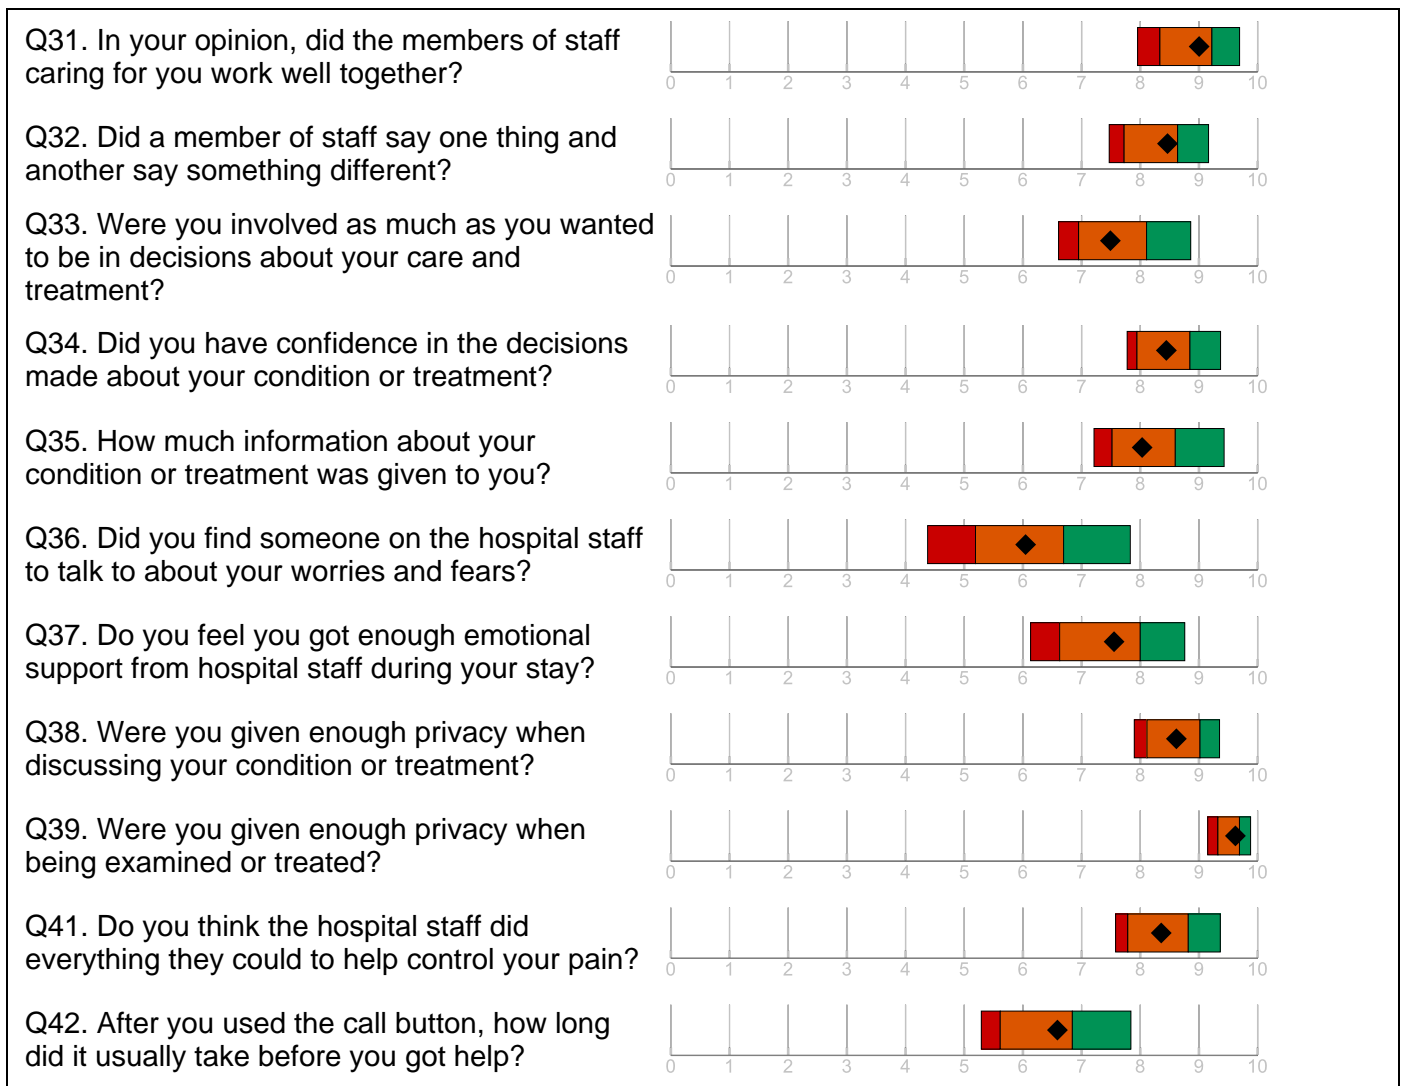 Q31. In your opinion, did the members of staff
caring for you work well together?
0 1 2 3 4 5 6 7 8 9 10
Q32. Did a member of staff say one thing and
another say something different?
0 1 2 3 4 5 6 7 8 9 10
Q33. Were you involved as much as you wanted
to be in decisions about your care and
treatment?
0 1 2 3 4 5 6 7 8 9 10
Q34. Did you have confidence in the decisions
made about your condition or treatment?
0 1 2 3 4 5 6 7 8 9 10
Q35. How much information about your
condition or treatment was given to you?
0 1 2 3 4 5 6 7 8 9 10
Q36. Did you find someone on the hospital staff
to talk to about your worries and fears?
0 1 2 3 4 5 6 7 8 9 10
Q37. Do you feel you got enough emotional
support from hospital staff during your stay?
0 1 2 3 4 5 6 7 8 9 10
Q38. Were you given enough privacy when
discussing your condition or treatment?
0 1 2 3 4 5 6 7 8 9 10
Q39. Were you given enough privacy when
being examined or treated?
0 1 2 3 4 5 6 7 8 9 10
Q41. Do you think the hospital staff did
everything they could to help control your pain?
0 1 2 3 4 5 6 7 8 9 10
Q42. After you used the call button, how long
did it usually take before you got help?
0 1 2 3 4 5 6 7 8 9 10